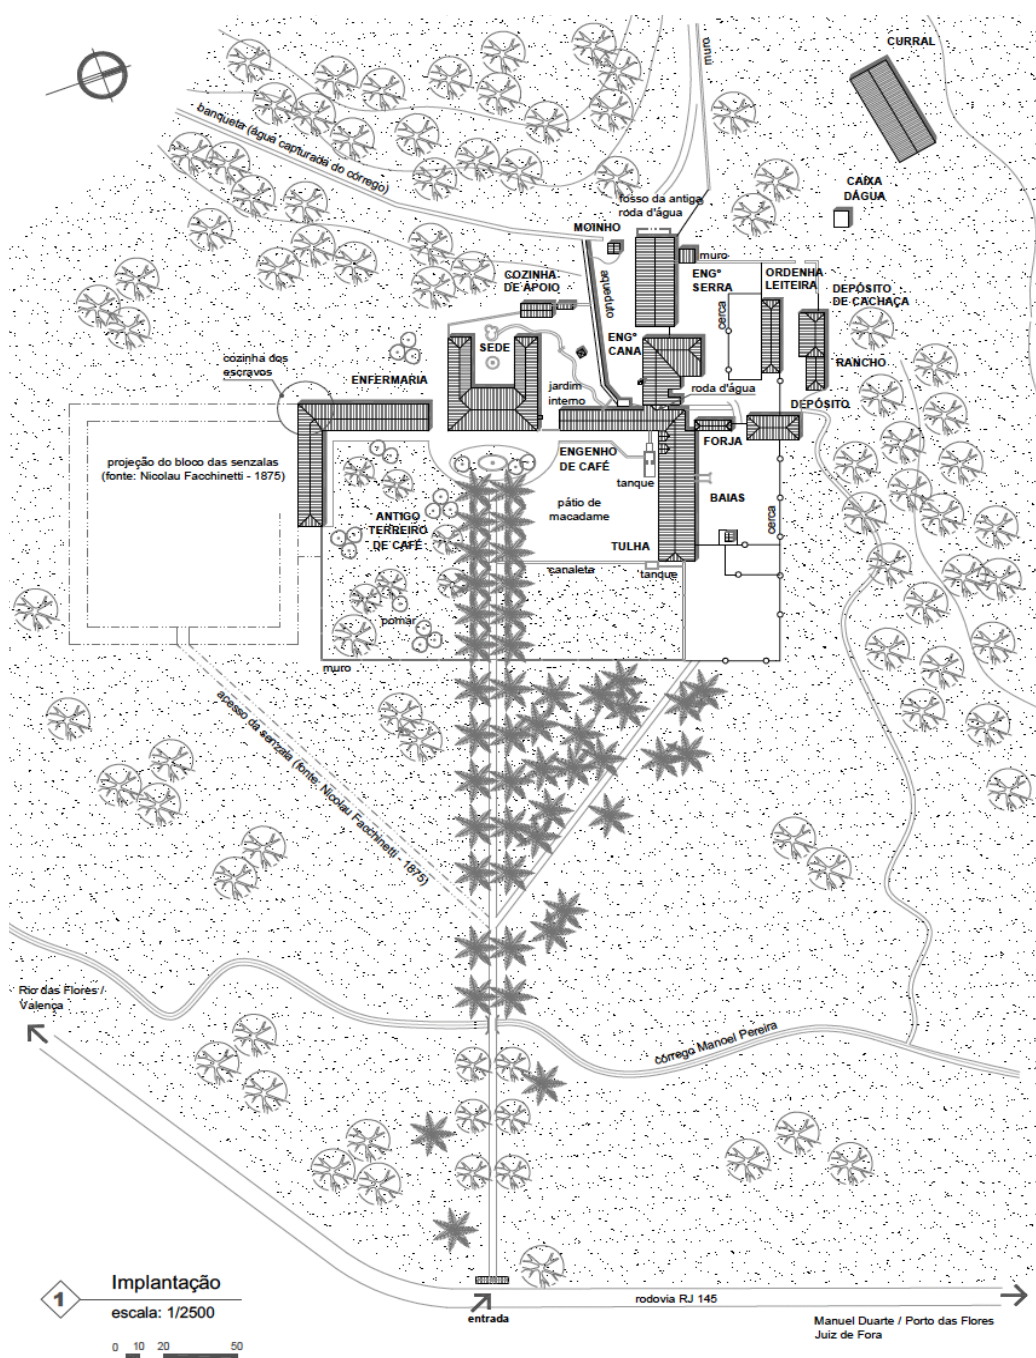 CURRAL
muro
banqueta (água capturada do córrego)
CAIXA
DÁGUA
fosso da antiga
roda d'água
MOINHO
muro
aqueduto
ENGº
SERRA
ORDENHA
LEITEIRA
COZINHA
DE APOIO
DEPÓSITO
DE CACHAÇA
cerca
SEDE
ENGº
CANA
cozinha dos
escravos
RANCHO
ENFERMARIA
jardim
interno
roda d'água
DEPÓSITO
FORJA
ENGENHO
DE CAFÉ
projeção do bloco das senzalas
(fonte: Nicolau Facchinetti - 1875)
tanque
BAIAS
pátio de
macadame
ANTIGO
TERREIRO
DE CAFÉ
cerca
TULHA
canaleta
tanque
pomar
muro
acesso da senzala (fonte: Nicolau Facchinetti - 1875)
Rio das Flores /
Valença
córrego Manoel Pereira
1
Implantação
escala: 1/2500
0 10 20 50
rodovia RJ 145
entrada
Manuel Duarte / Porto das Flores
Juiz de Fora